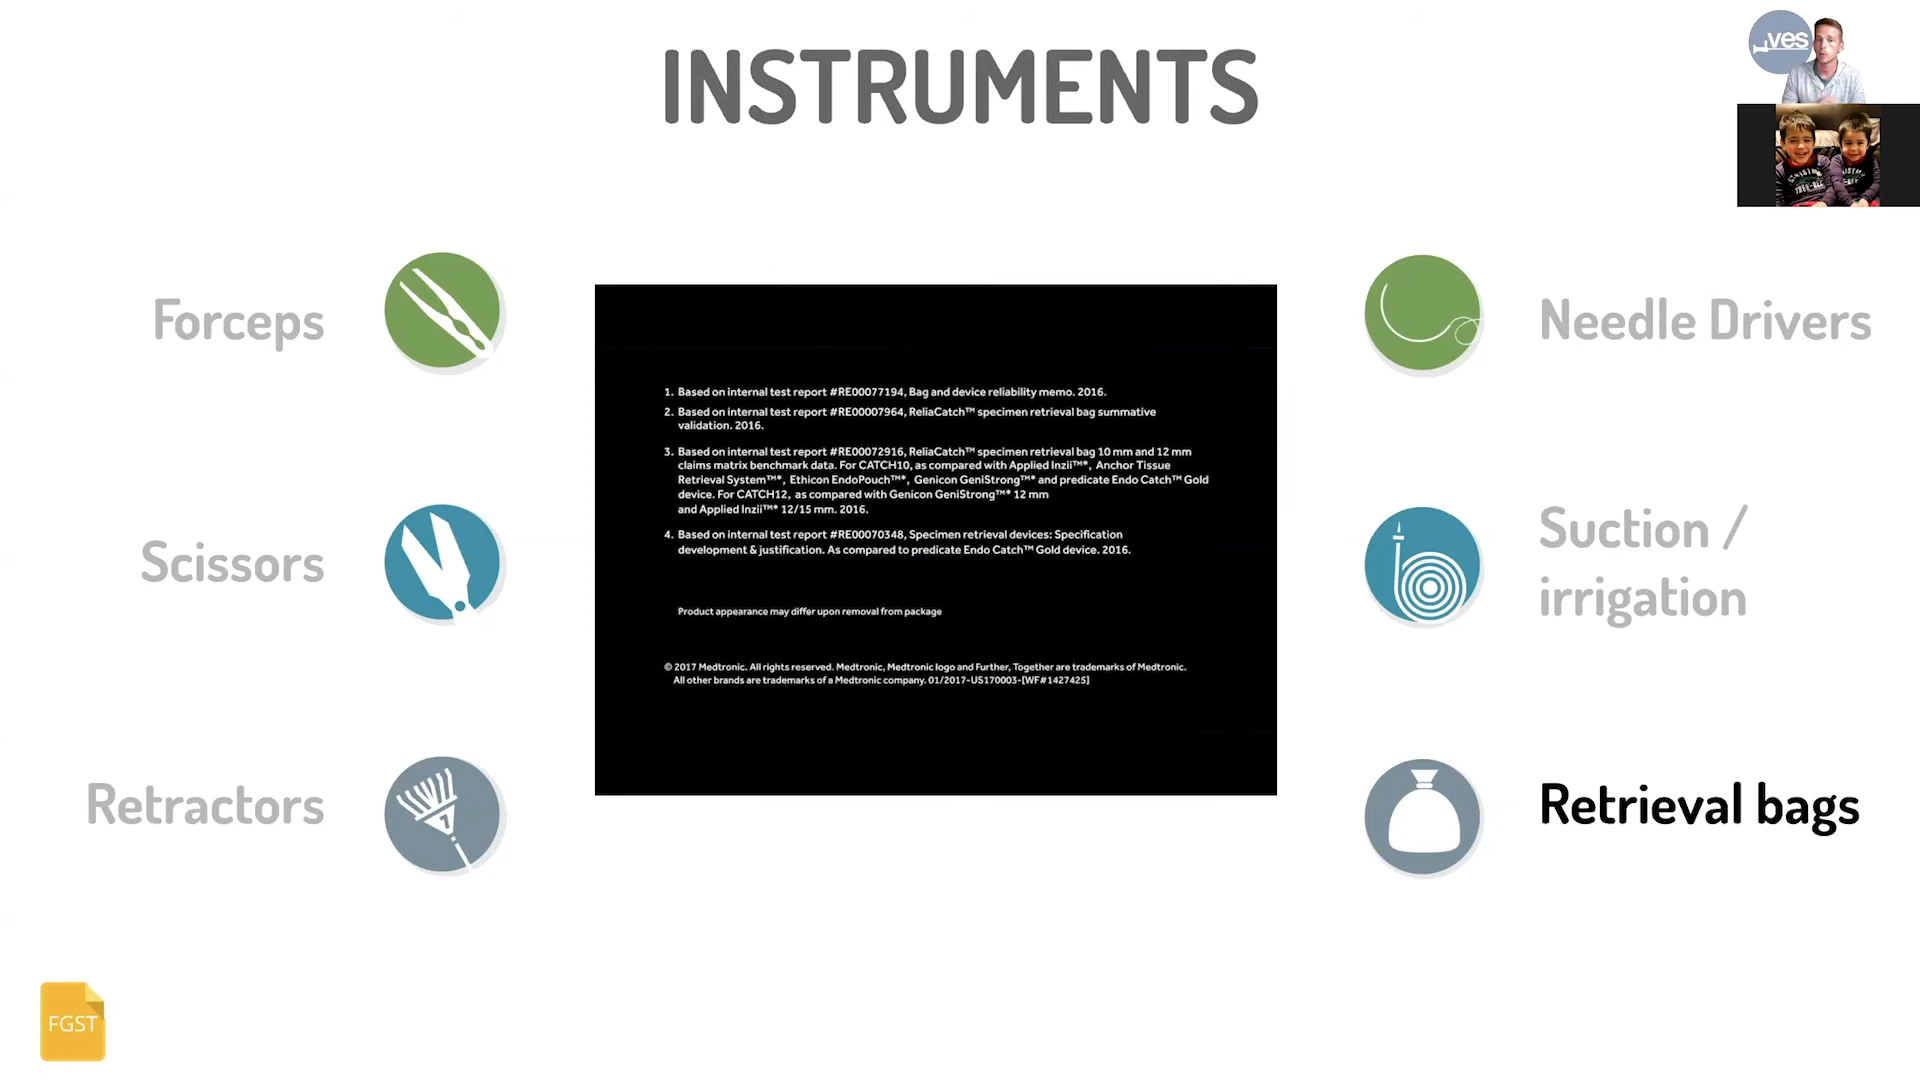 INSTRUMENTS
ves
Forceps
Needle Drivers
Scissors
Suction /
irrigation
Retractors
Retrieval bags
1. Based on internal test report #RE00077194, Bag and device reliability memo. 2016.
2. Based on internal test report #RE00007964, ReliaCatch™ specimen retrieval bag summative
validation. 2016.
3. Based on internal test report #RE00072916, ReliaCatch™ specimen retrieval bag 10 mm and 12 mm
claims matrix benchmark data. For CATCH10, as compared with Applied Inzii™*, Anchor Tissue
Retrieval System™*, Ethicon EndoPouch™*, Genicon GeniStrong™* and predicate Endo Catch™ Gold
device. For CATCH12, as compared with Genicon GeniStrong™* 12 mm
and Applied Inzii™* 12/15 mm. 2016.
4. Based on internal test report #RE00070348, Specimen retrieval devices: Specification
development & justification. As compared to predicate Endo Catch™ Gold device. 2016.
Product appearance may differ upon removal from package
© 2017 Medtronic. All rights reserved. Medtronic, Medtronic logo and Further, Together are trademarks of Medtronic.
All other brands are trademarks of a Medtronic company. 01/2017-US170003-[WF#1427425]
FGST